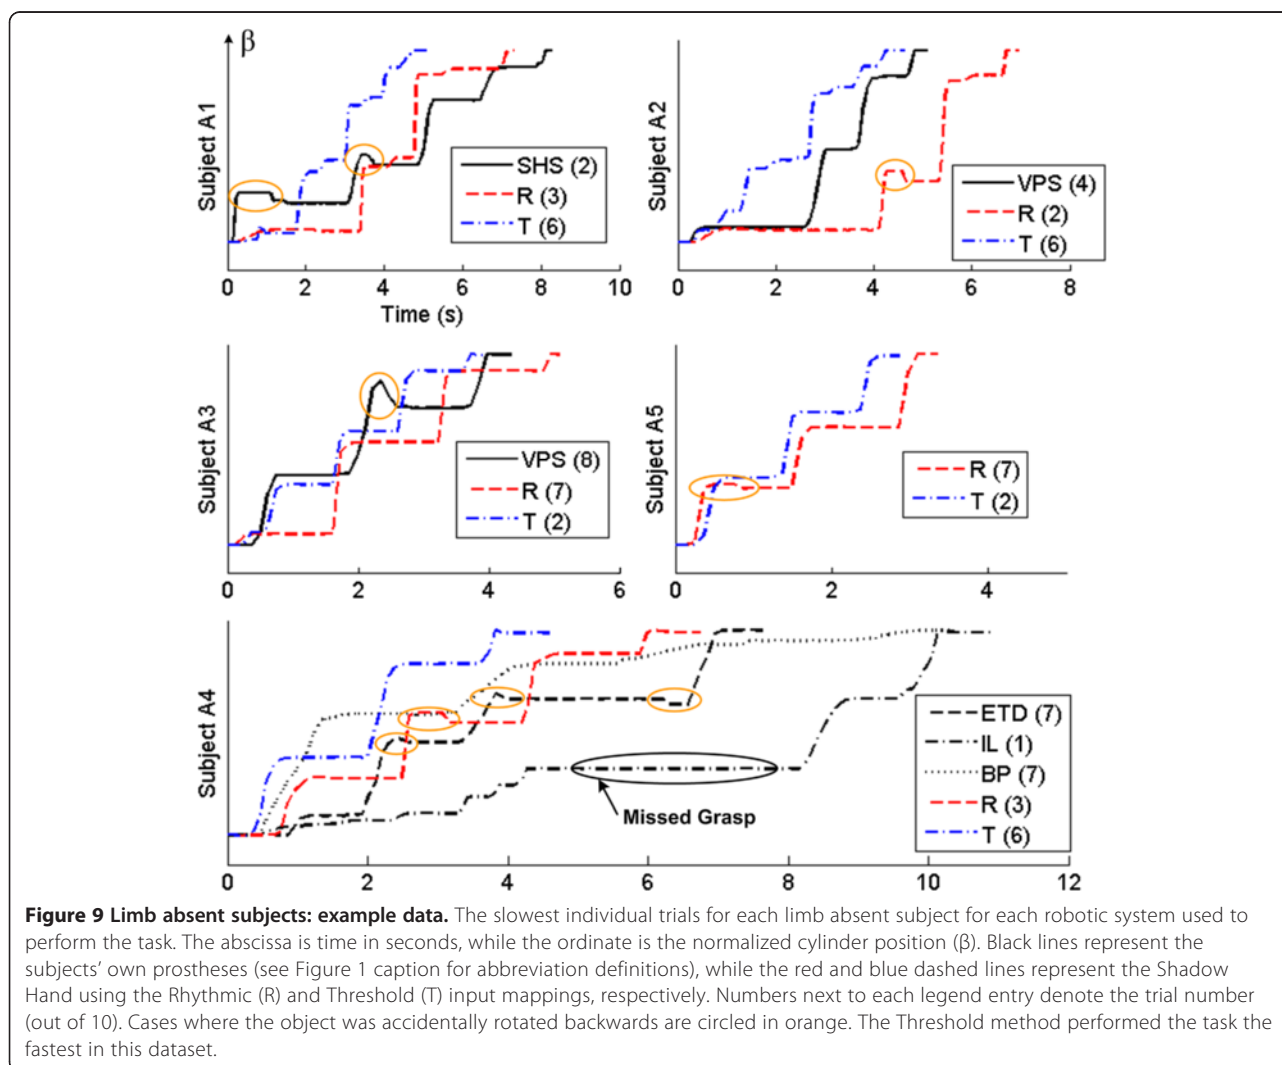 β
Subject A1
SHS (2)
R (3)
T (6)
0 2 4 6 8 10
Time (s)
Subject A2
VPS (4)
R (2)
T (6)
0 2 4 6 8
Subject A3
VPS (8)
R (7)
T (2)
0 2 4 6
Subject A5
R (7)
T (2)
0 2 4
Subject A4
Missed Grasp
ETD (7)
IL (1)
BP (7)
R (3)
T (6)
0 2 4 6 8 10 12
Figure 9 Limb absent subjects: example data. The slowest individual trials for each limb absent subject for each robotic system used to
perform the task. The abscissa is time in seconds, while the ordinate is the normalized cylinder position (β). Black lines represent the
subjects' own prostheses (see Figure 1 caption for abbreviation definitions), while the red and blue dashed lines represent the Shadow
Hand using the Rhythmic (R) and Threshold (T) input mappings, respectively. Numbers next to each legend entry denote the trial number
(out of 10). Cases where the object was accidentally rotated backwards are circled in orange. The Threshold method performed the task the
fastest in this dataset.